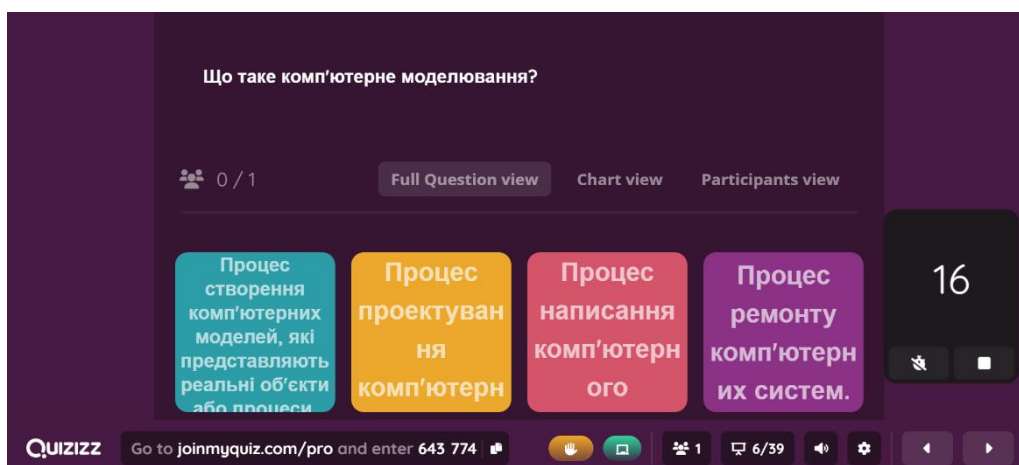 Що таке комп'ютерне моделювання?
0 / 1
Full Question view
Chart view
Participants view
Процес
створення
комп'ютерних
моделей, які
представляють
реальні об'єкти
або процеси
Процес
проектуван
ня
комп'ютерн
Процес
написання
комп'ютерн
ого
Процес
ремонту
комп'ютерн
их систем.
16
QUIZIZZ
Go to joinmyquiz.com/pro and enter 643 774
1
6/39